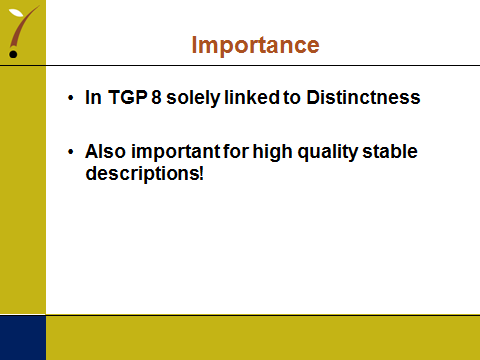 Importance
• In TGP 8 solely linked to Distinctness
• Also important for high quality stable
descriptions!